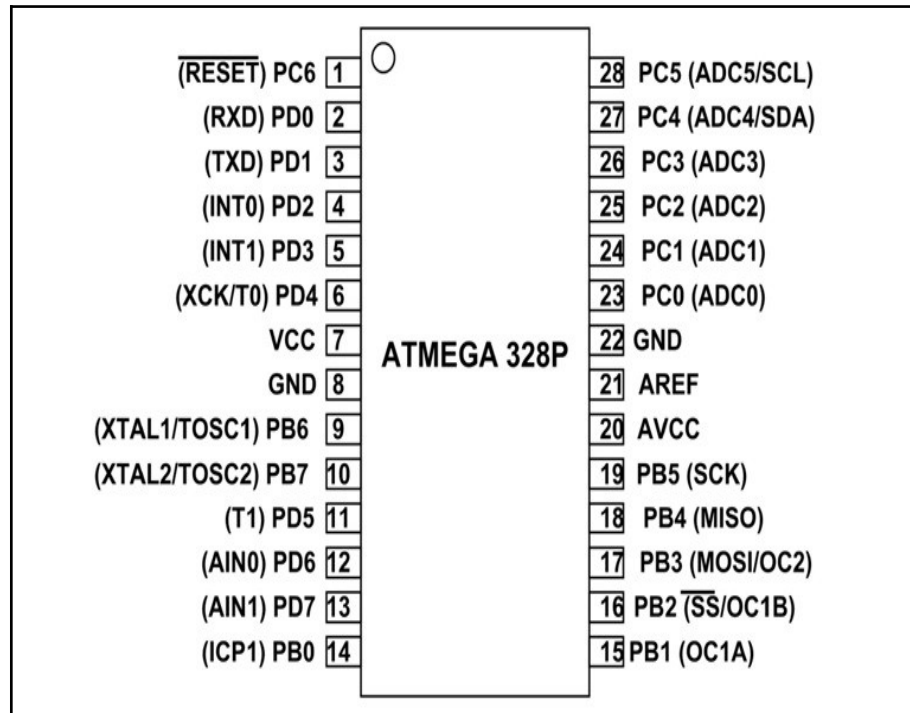 (RESET) PC6 1
(RXD) PD0 2
(TXD) PD1 3
(INT0) PD2 4
(INT1) PD3 5
(XCK/T0) PD4 6
VCC 7
GND 8
(XTAL1/TOSC1) PB6 9
(XTAL2/TOSC2) PB7 10
(T1) PD5 11
(AIN0) PD6 12
(AIN1) PD7 13
(ICP1) PB0 14
ATMEGA 328P
28 PC5 (ADC5/SCL)
27 PC4 (ADC4/SDA)
26 PC3 (ADC3)
25 PC2 (ADC2)
24 PC1 (ADC1)
23 PC0 (ADC0)
22 GND
21 AREF
20 AVCC
19 PB5 (SCK)
18 PB4 (MISO)
17 PB3 (MOSI/OC2)
16 PB2 (SS/OC1B)
15 PB1 (OC1A)